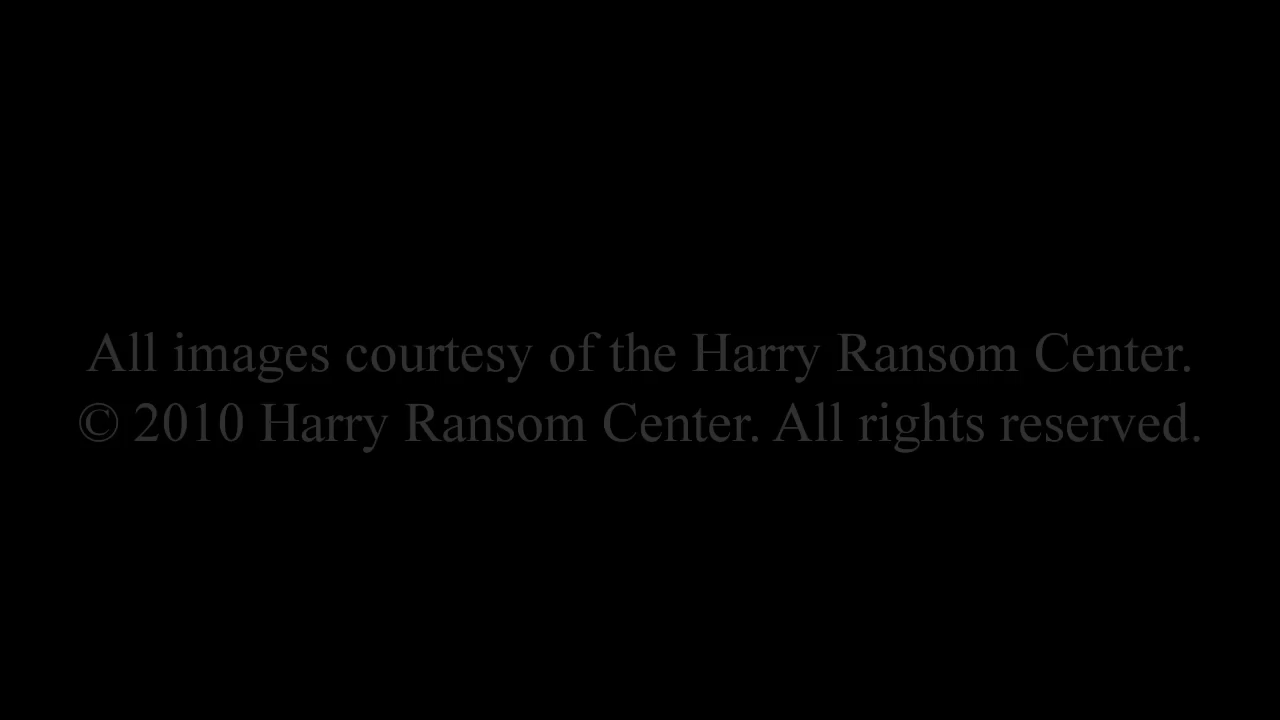 All images courtesy of the Harry Ransom Center.
© 2010 Harry Ransom Center. All rights reserved.